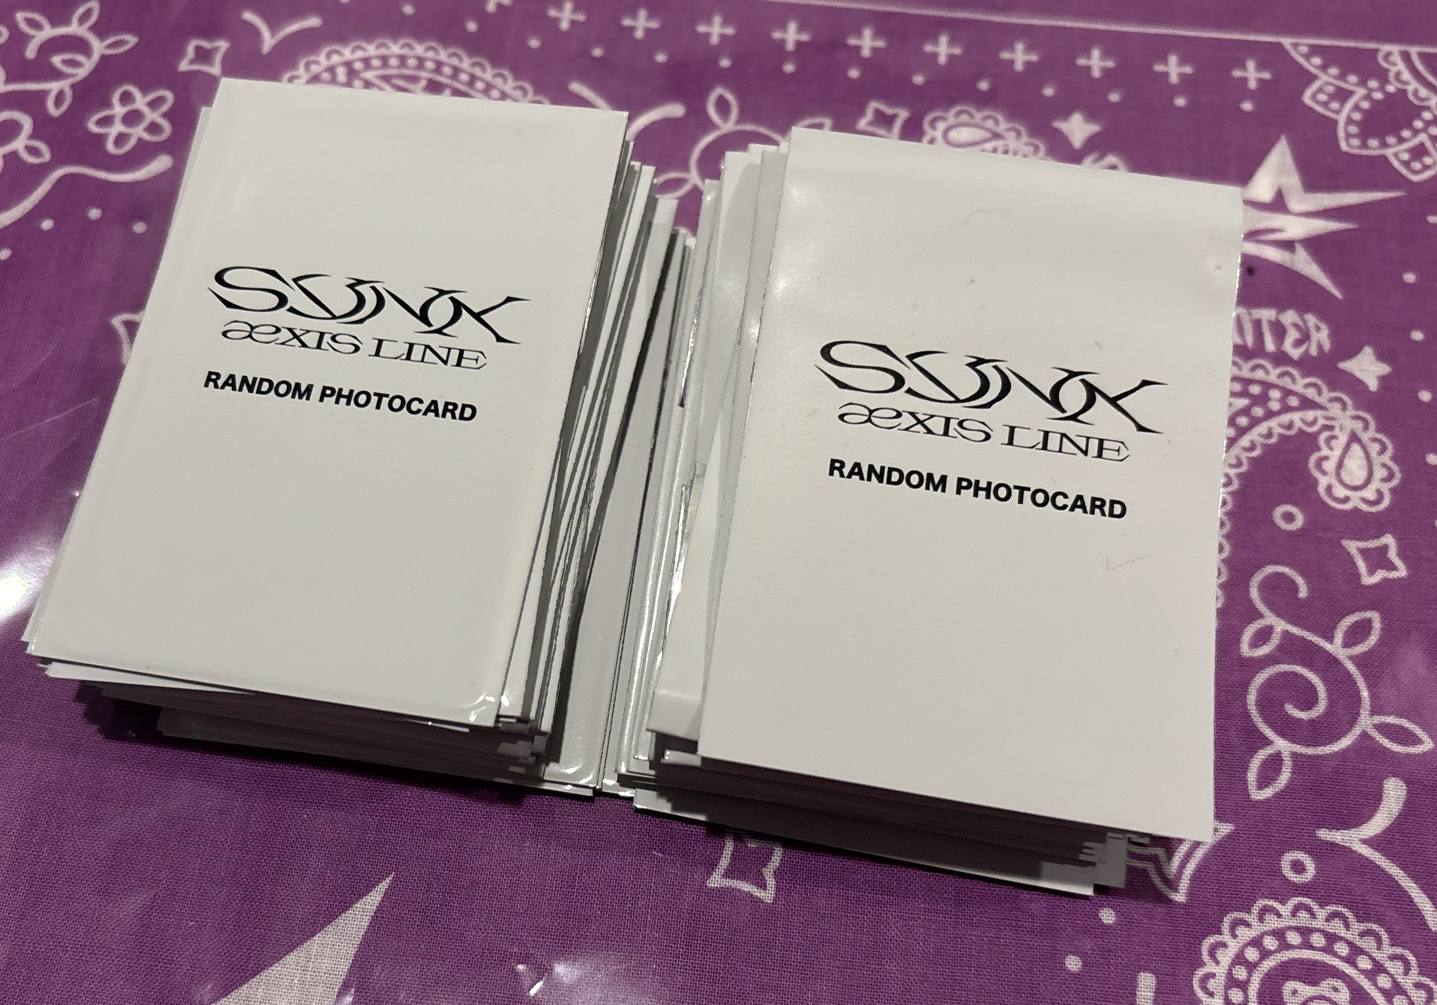 SYNK
æXIS LINE
RANDOM PHOTOCARD
SYNK
æXIS LINE
RANDOM PHOTOCARD